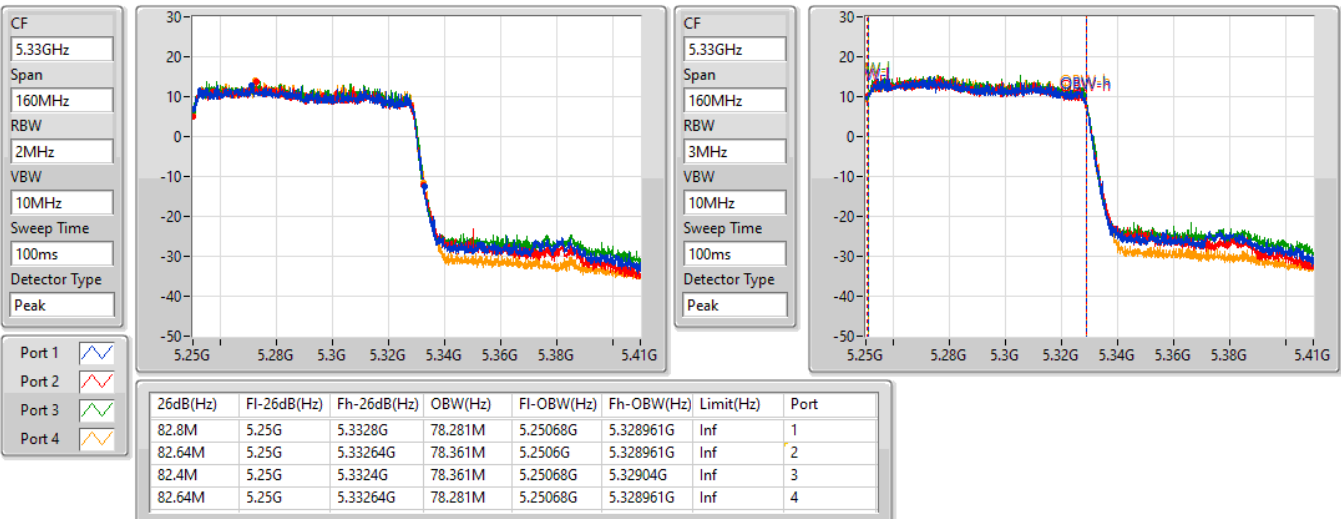 CF
5.33GHz
Span
160MHz
RBW
2MHz
VBW
10MHz
Sweep Time
100ms
Detector Type
Peak
30
20
10
0
-10
-20
-30
-40
-50
5.25G 5.28G 5.3G 5.32G 5.34G 5.36G 5.38G 5.41G
CF
5.33GHz
Span
160MHz
RBW
3MHz
VBW
10MHz
Sweep Time
100ms
Detector Type
Peak
30
20
10
0
-10
-20
-30
-40
-50
OBW-h
5.25G 5.28G 5.3G 5.32G 5.34G 5.36G 5.38G 5.41G
Port 1
Port 2
Port 3
Port 4
26dB(Hz) Fl-26dB(Hz) Fh-26dB(Hz) OBW(Hz) Fl-OBW(Hz) Fh-OBW(Hz) Limit(Hz) Port
82.8M 5.25G 5.3328G 78.281M 5.25068G 5.328961G Inf 1
82.64M 5.25G 5.33264G 78.361M 5.2506G 5.328961G Inf 2
82.4M 5.25G 5.3324G 78.361M 5.25068G 5.32904G Inf 3
82.64M 5.25G 5.33264G 78.281M 5.25068G 5.328961G Inf 4